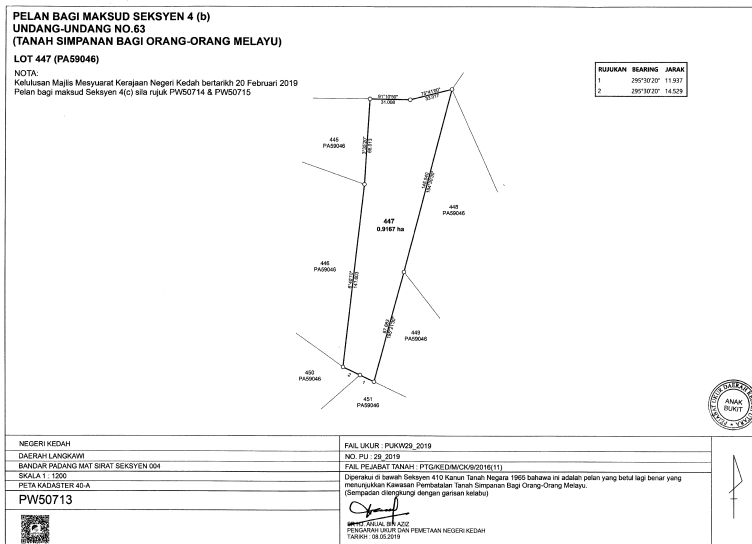 PELAN BAGI MAKSUD SEKSYEN 4 (b)
UNDANG-UNDANG NO.63
(TANAH SIMPANAN BAGI ORANG-ORANG MELAYU)
LOT 447 (PA59046)
NOTA:
Kelulusan Majlis Mesyuarat Kerajaan Negeri Kedah bertarikh 20 Februari 2019
Pelan bagi maksud Seksyen 4(c) sila rujuk PW50714 & PW50715
RUJUKAN BEARING JARAK
1 295°30'20" 11.937
2 295°30'20" 14.529
31.008
445
PA59046
448
PA59046
447
0.9167 ha
446
PA59046
449
PA59046
450
PA59046
2
1
451
PA59046
ANAK
BUKIT
NEGERI KEDAH
DAERAH LANGKAWI
BANDAR PADANG MAT SIRAT SEKSYEN 004
SKALA 1 : 1200
PETA KADASTER 40-A
PW50713
FAIL UKUR : PUKW29_2019
NO. PU : 29_2019
FAIL PEJABAT TANAH : PTG/KED/M/CK/9/2016(11)
Diperakui di bawah Seksyen 410 Kanun Tanah Negara 1965 bahawa ini adalah pelan yang betul lagi benar yang
menunjukkan Kawasan Pembatalan Tanah Simpanan Bagi Orang-Orang Melayu.
(Sempadan dilengkungi dengan garisan kelabu)
ANUAL BIN AZIZ
PENGARAH UKUR DAN PEMETAAN NEGERI KEDAH
TARIKH : 08.05.2019